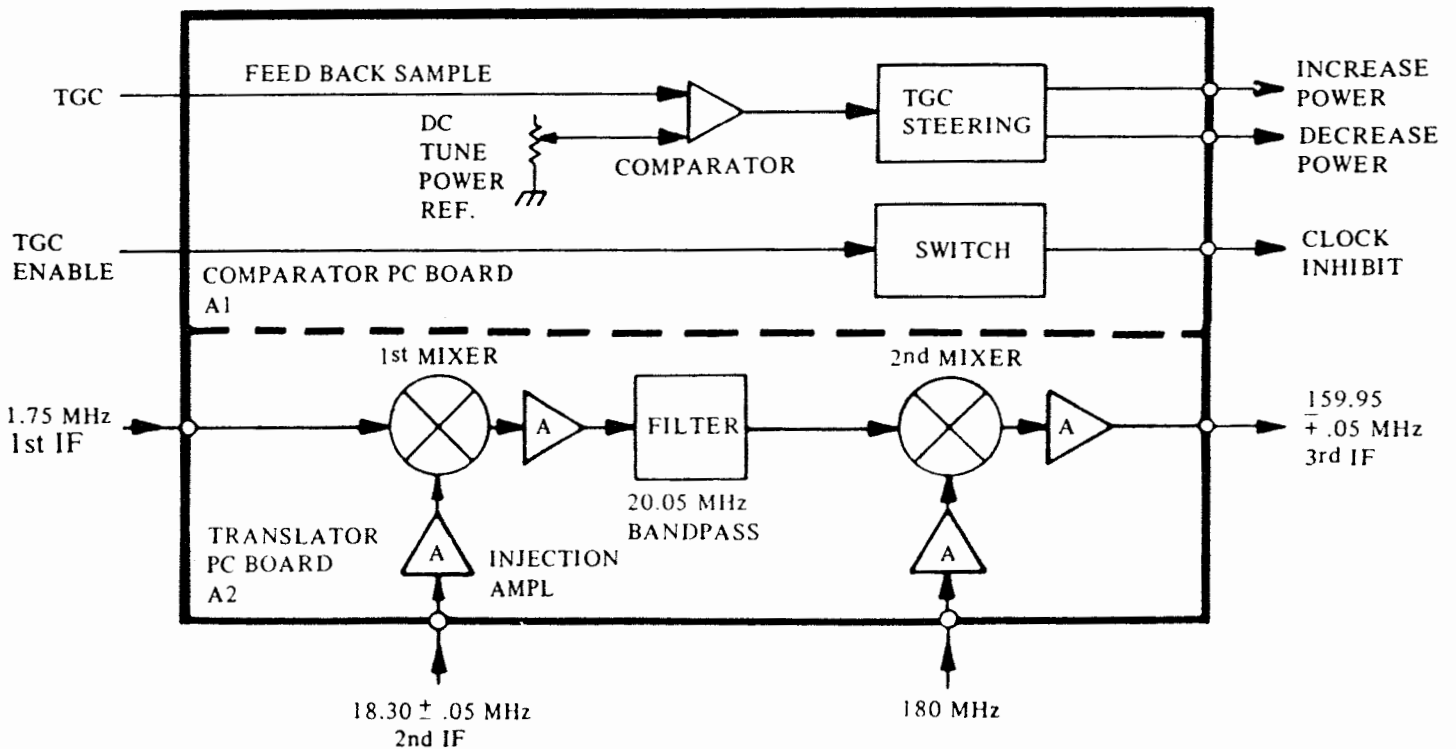 TGC
FEED BACK SAMPLE
DC
TUNE
POWER
REF.
COMPARATOR
TGC
STEERING
INCREASE
POWER
DECREASE
POWER
TGC
ENABLE
SWITCH
CLOCK
INHIBIT
COMPARATOR PC BOARD
A1
1st MIXER
2nd MIXER
1.75 MHz
1st IF
A
FILTER
A
159.95
∓ .05 MHz
3rd IF
20.05 MHz
BANDPASS
TRANSLATOR
PC BOARD
A2
A
INJECTION
AMPL
A
18.30 ± .05 MHz
2nd IF
180 MHz